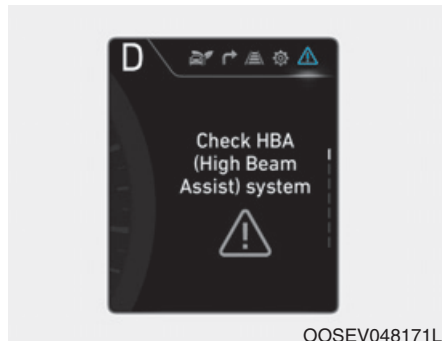 D
Check HBA
(High Beam
Assist) system
OOSEV048171L